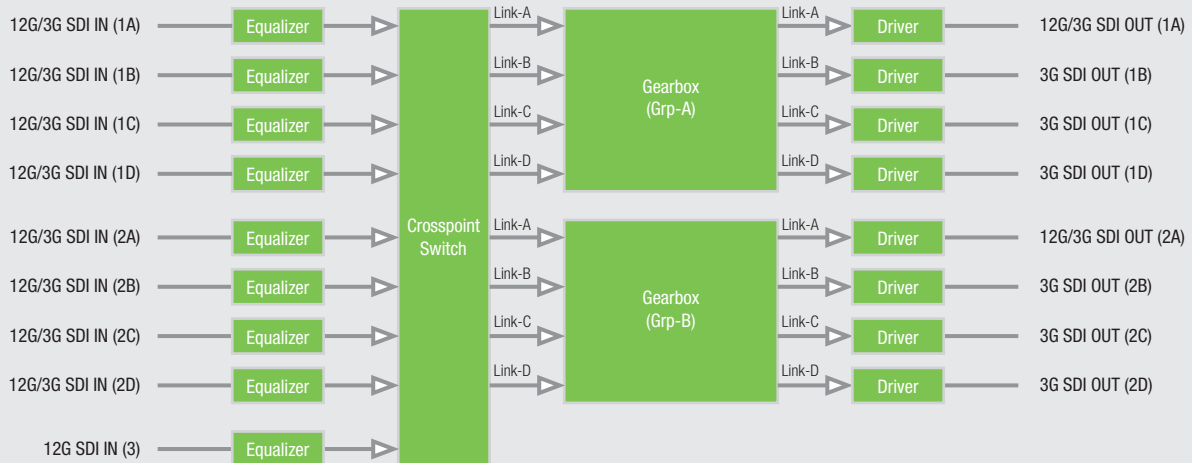 12G/3G SDI IN (1A)
Equalizer
Link-A
Link-A
Driver
12G/3G SDI OUT (1A)
12G/3G SDI IN (1B)
Equalizer
Link-B
Link-B
Driver
3G SDI OUT (1B)
Gearbox
(Grp-A)
12G/3G SDI IN (1C)
Equalizer
Link-C
Link-C
Driver
3G SDI OUT (1C)
12G/3G SDI IN (1D)
Equalizer
Link-D
Link-D
Driver
3G SDI OUT (1D)
Crosspoint
Switch
12G/3G SDI IN (2A)
Equalizer
Link-A
Link-A
Driver
12G/3G SDI OUT (2A)
12G/3G SDI IN (2B)
Equalizer
Link-B
Link-B
Driver
3G SDI OUT (2B)
Gearbox
(Grp-B)
12G/3G SDI IN (2C)
Equalizer
Link-C
Link-C
Driver
3G SDI OUT (2C)
12G/3G SDI IN (2D)
Equalizer
Link-D
Link-D
Driver
3G SDI OUT (2D)
12G SDI IN (3)
Equalizer